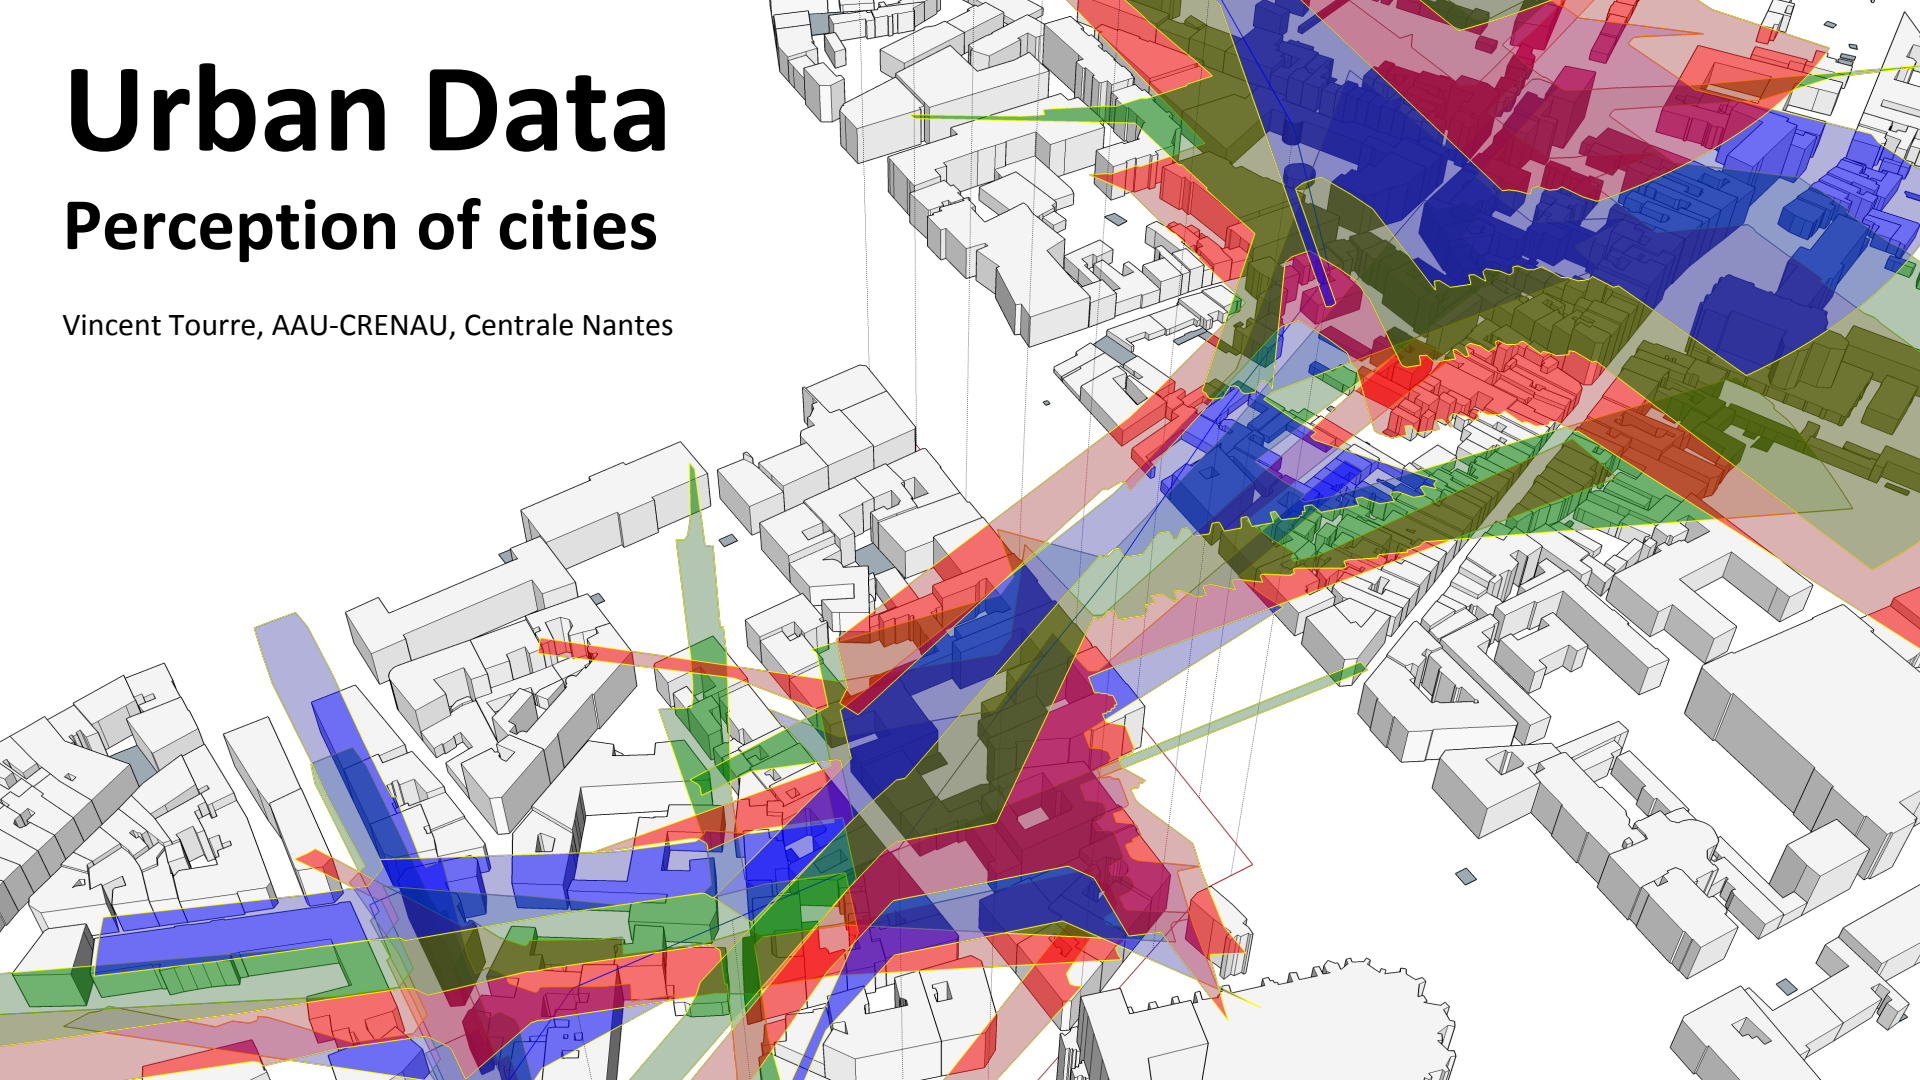 Urban Data
Perception of cities
Vincent Tourre, AAU-CRENAU, Centrale Nantes